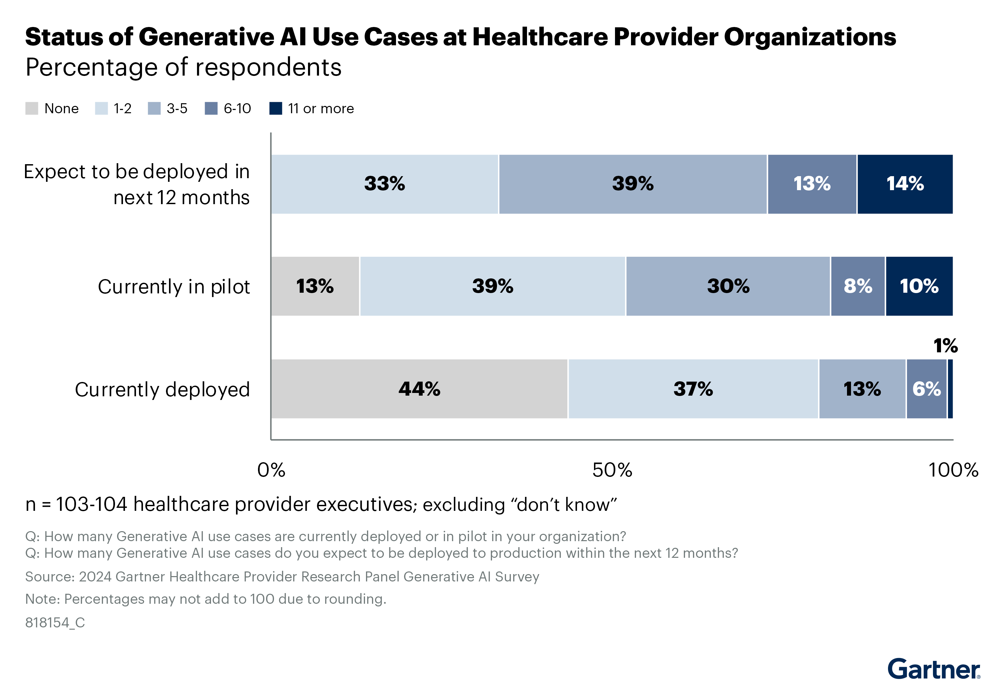 Status of Generative AI Use Cases at Healthcare Provider Organizations
Percentage of respondents
None 1-2 3-5 6-10 11 or more
Expect to be deployed in
next 12 months
33% 39% 13% 14%
Currently in pilot
13% 39% 30% 8% 10%
1%
Currently deployed
44% 37% 13% 6%
0% 50% 100%
n = 103-104 healthcare provider executives; excluding “don’t know”
Q: How many Generative AI use cases are currently deployed or in pilot in your organization?
Q: How many Generative AI use cases do you expect to be deployed to production within the next 12 months?
Source: 2024 Gartner Healthcare Provider Research Panel Generative AI Survey
Note: Percentages may not add to 100 due to rounding.
818154_C
Gartner®